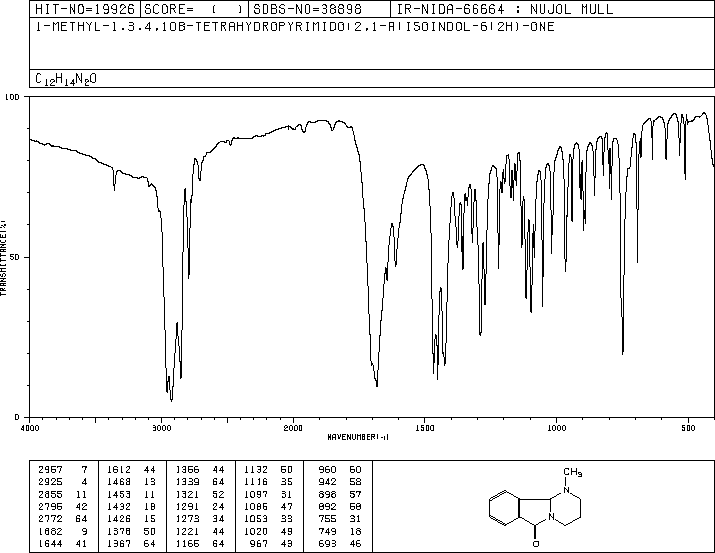 HIT-NO=19926 SCORE= ( ) SDBS-NO=38898 IR-NIDA-66664 : NUJOL MULL
1-METHYL-1,3,4,10B-TETRAHYDROPYRIMIDO(2,1-A(ISOINDOL-6(2H)-ONE
C12H14N2O
100
50
0
TRANSMITTANCE(%)
4000 3000 2000 1500 1000 500
WAVENUMBER(-1)
2957 7 1612 44 1356 44 1132 50 960 60
2925 4 1468 13 1339 64 1116 35 942 58
2855 11 1453 11 1321 52 1097 31 898 57
2795 42 1432 18 1291 24 1086 47 892 58
2772 64 1426 15 1273 34 1053 33 755 31
1682 9 1378 50 1221 44 1020 49 749 18
1644 41 1367 64 1165 64 967 43 693 46
CH3
N
N
O